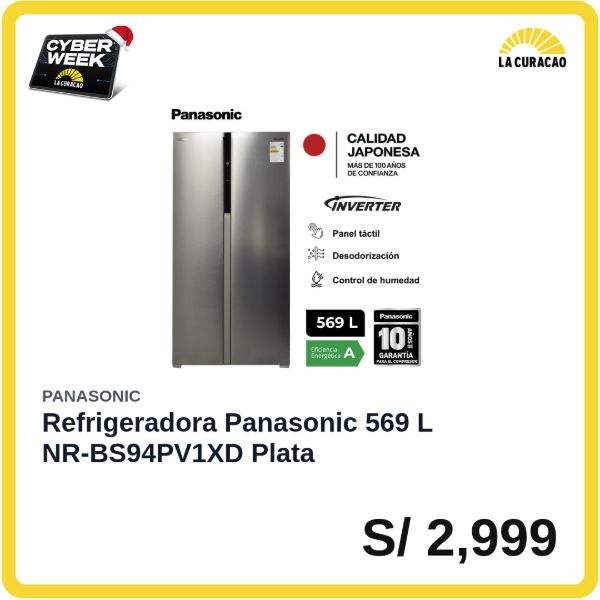 CYBER
WEEK
LA CURACAO
LA CURACAO
Panasonic
CALIDAD
JAPONESA
MÁS DE 100 AÑOS
DE CONFIANZA
INVERTER
Panel táctil
Desodorización
Control de humedad
569 L
Eficiencia
Energética
A
Panasonic
10
AÑOS
DE
GARANTÍA
PARA EL COMPRESOR
PANASONIC
Refrigeradora Panasonic 569 L
NR-BS94PV1XD Plata
S/ 2,999